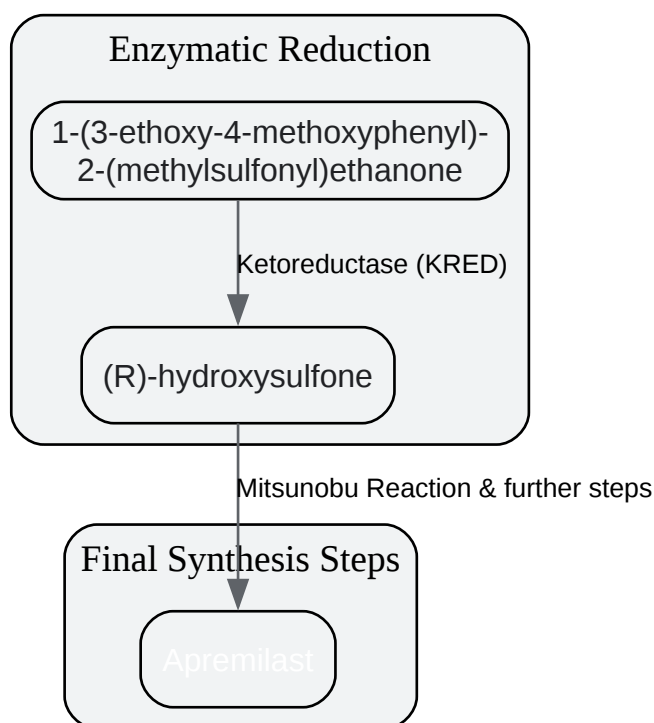 Enzymatic Reduction
1-(3-ethoxy-4-methoxyphenyl)-
2-(methylsulfonyl)ethanone
Ketoreductase (KRED)
(R)-hydroxysulfone
Mitsunobu Reaction & further steps
Final Synthesis Steps
Apremilast